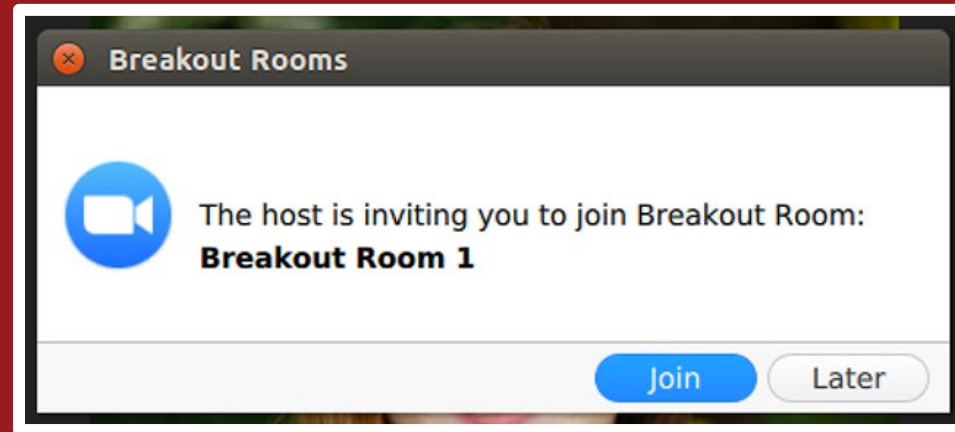 Breakout Rooms
The host is inviting you to join Breakout Room:
Breakout Room 1
Join
Later